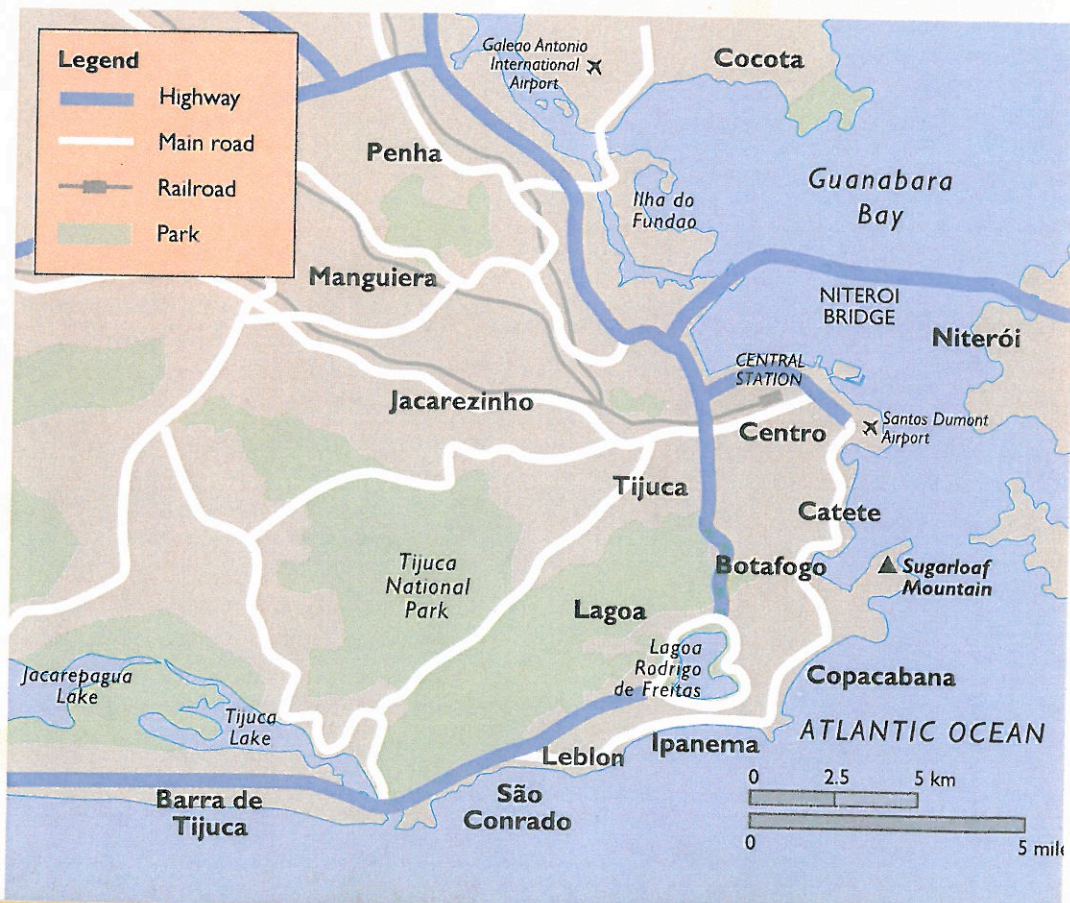 Legend
Highway
Main road
Railroad
Park
Galeao Antonio
International
Airport
Cocota
Penha
Guanabara
Bay
Ilha do
Fundao
Manguiera
NITEROI
BRIDGE
Niterói
CENTRAL
STATION
Jacarezinho
Centro
Santos Dumont
Airport
Tijuca
Catete
Tijuca
National
Park
Botafogo
Sugarloaf
Mountain
Lagoa
Lagoa
Rodrigo
de Freitas
Jacarepagua
Lake
Copacabana
Tijuca
Lake
ATLANTIC OCEAN
Ipanema
Leblon
0 2.5 5 km
Barra de
Tijuca
São
Conrado
0 5 mile